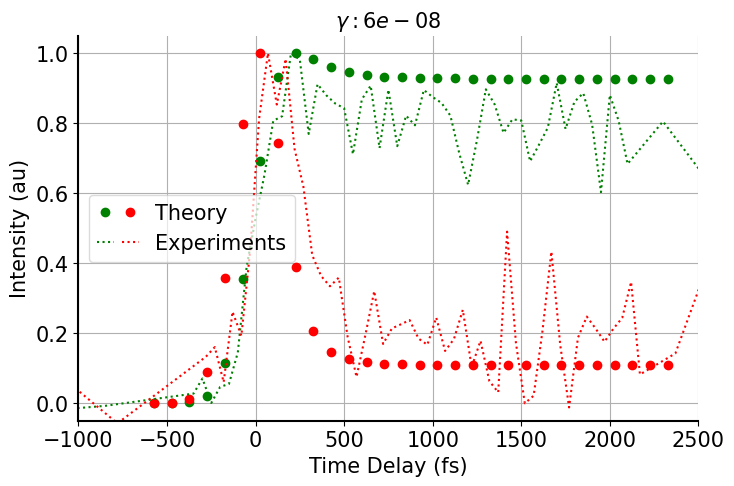 γ : 6e − 08
1.0
0.8
0.6
0.4
0.2
0.0
Intensity (au)
Theory
Experiments
−1000 −500 0 500 1000 1500 2000 2500
Time Delay (fs)